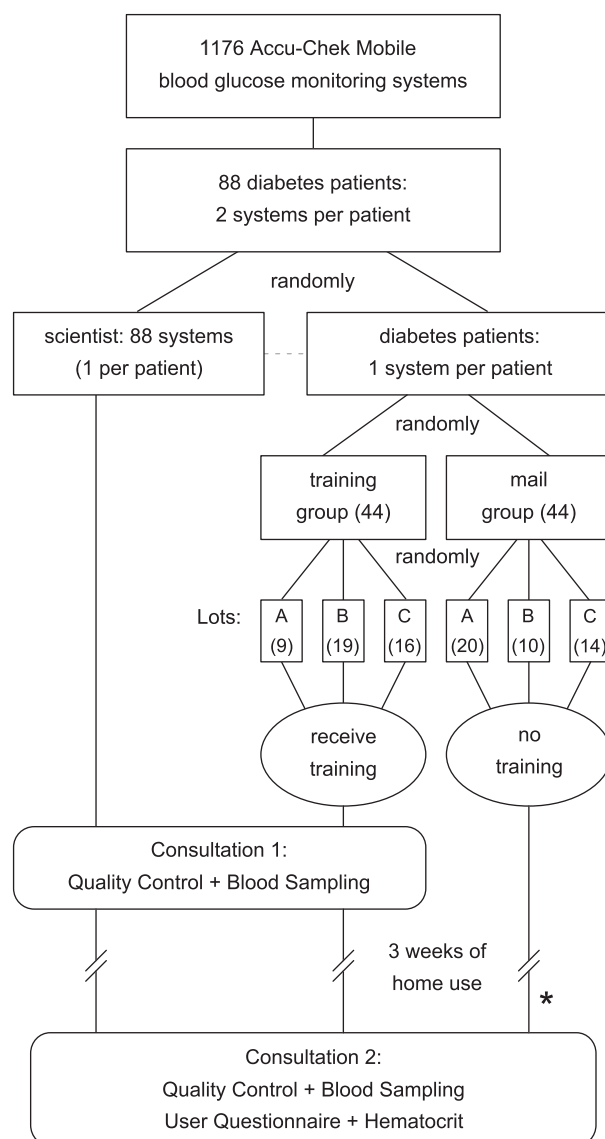 1176 Accu-Chek Mobile
blood glucose monitoring systems
88 diabetes patients:
2 systems per patient
randomly
scientist: 88 systems
(1 per patient)
diabetes patients:
1 system per patient
randomly
training
group (44)
mail
group (44)
randomly
Lots:
A
(9)
B
(19)
C
(16)
A
(20)
B
(10)
C
(14)
receive
training
no
training
Consultation 1:
Quality Control + Blood Sampling
3 weeks of
home use
*
Consultation 2:
Quality Control + Blood Sampling
User Questionnaire + Hematocrit